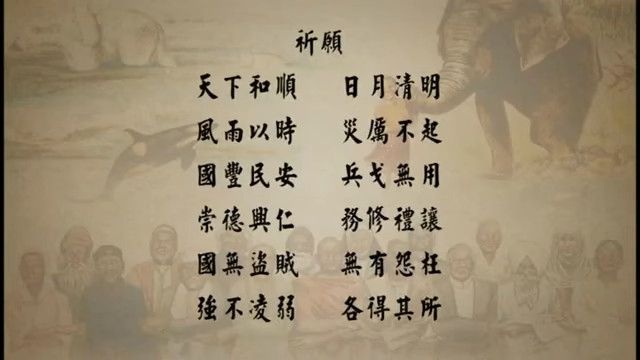 祈願
天下和順 日月清明
風雨以時 災厲不起
國豐民安 兵戈無用
崇德興仁 務修禮讓
國無盜賊 無有怨枉
強不淩弱 各得其所